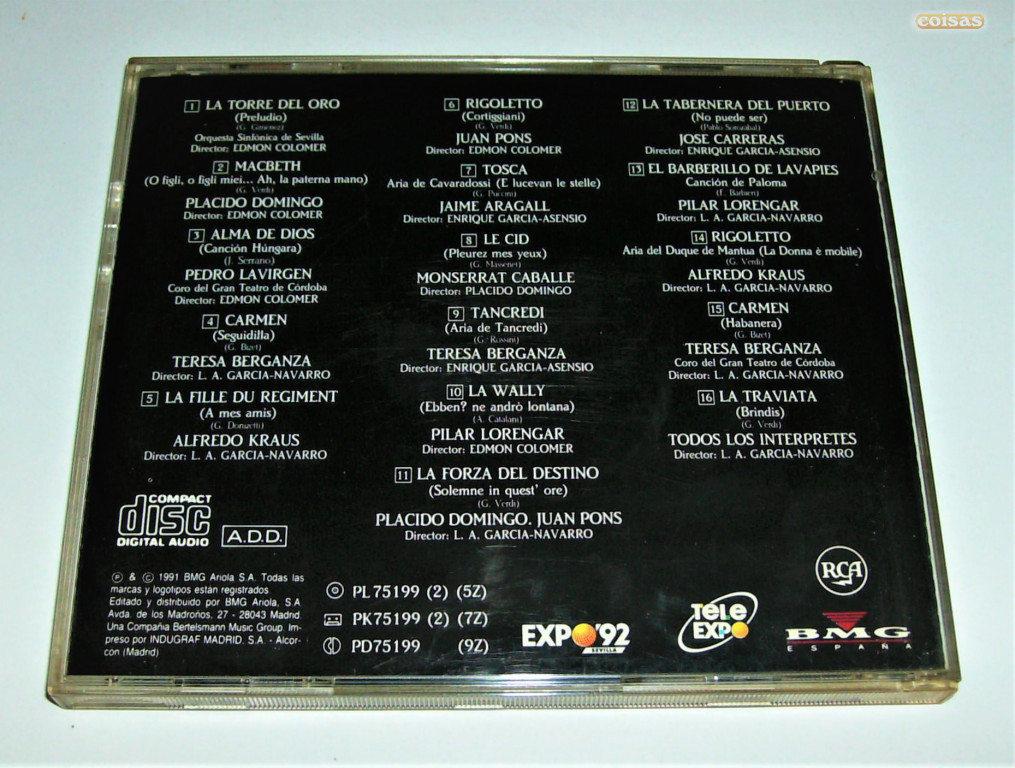 coisas
1 LA TORRE DEL ORO
(Preludio)
(G. Gimenez)
Orquesta Sinfónica de Sevilla
Director: EDMON COLOMER
2 MACBETH
(O figli, o figli miei... Ah, la paterna mano)
(G. Verdi)
PLACIDO DOMINGO
Director: EDMON COLOMER
3 ALMA DE DIOS
(Canción Húngara)
(J. Serrano)
PEDRO LAVIRGEN
Coro del Gran Teatro de Córdoba
Director: EDMON COLOMER
4 CARMEN
(Seguidilla)
(G. Bizet)
TERESA BERGANZA
Director: L. A. GARCIA-NAVARRO
5 LA FILLE DU REGIMENT
(A mes amis)
(G. Donizetti)
ALFREDO KRAUS
Director: L. A. GARCIA-NAVARRO
6 RIGOLETTO
(Cortiggiani)
(G. Verdi)
JUAN PONS
Director: EDMON COLOMER
7 TOSCA
Aria de Cavaradossi (E lucevan le stelle)
(G. Puccini)
JAIME ARAGALL
Director: ENRIQUE GARCIA-ASENSIO
8 LE CID
(Pleurez mes yeux)
(G. Massenet)
MONSERRAT CABALLE
Director: PLACIDO DOMINGO
9 TANCREDI
(Aria de Tancredi)
(G. Rossini)
TERESA BERGANZA
Director: ENRIQUE GARCIA-ASENSIO
10 LA WALLY
(Ebben? ne andrò lontana)
(A. Catalani)
PILAR LORENGAR
Director: EDMON COLOMER
11 LA FORZA DEL DESTINO
(Solemne in quest' ore)
(G. Verdi)
PLACIDO DOMINGO. JUAN PONS
Director: L. A. GARCIA-NAVARRO
12 LA TABERNERA DEL PUERTO
(No puede ser)
(Pablo Sorozabal)
JOSE CARRERAS
Director: ENRIQUE GARCIA-ASENSIO
13 EL BARBERILLO DE LAVAPIES
Canción de Paloma
(F. Barbieri)
PILAR LORENGAR
Director: L. A. GARCIA-NAVARRO
14 RIGOLETTO
Aria del Duque de Mantua (La Donna è mobile)
(G. Verdi)
ALFREDO KRAUS
Director: L. A. GARCIA-NAVARRO
15 CARMEN
(Habanera)
(G. Bizet)
TERESA BERGANZA
Coro del Gran Teatro de Córdoba
Director: L. A. GARCIA-NAVARRO
16 LA TRAVIATA
(Brindis)
(G. Verdi)
TODOS LOS INTERPRETES
Director: L. A. GARCIA-NAVARRO
COMPACT
disc
DIGITAL AUDIO
A.D.D.
Ⓟ & © 1991 BMG Ariola S.A. Todas las
marcas y logotipos están registrados.
Editado y distribuido por BMG Ariola, S.A.
Avda. de los Madroños, 27 - 28043 Madrid.
Una Compañia Bertelsmann Music Group. Im-
preso por INDUGRAF MADRID, S.A. - Alcor-
cón (Madrid)
PL 75199 (2) (5Z)
PK 75199 (2) (7Z)
PD 75199 (9Z)
EXPO'92
SEVILLA
Tele
EXPO
RCA
BMG
ESPAÑA